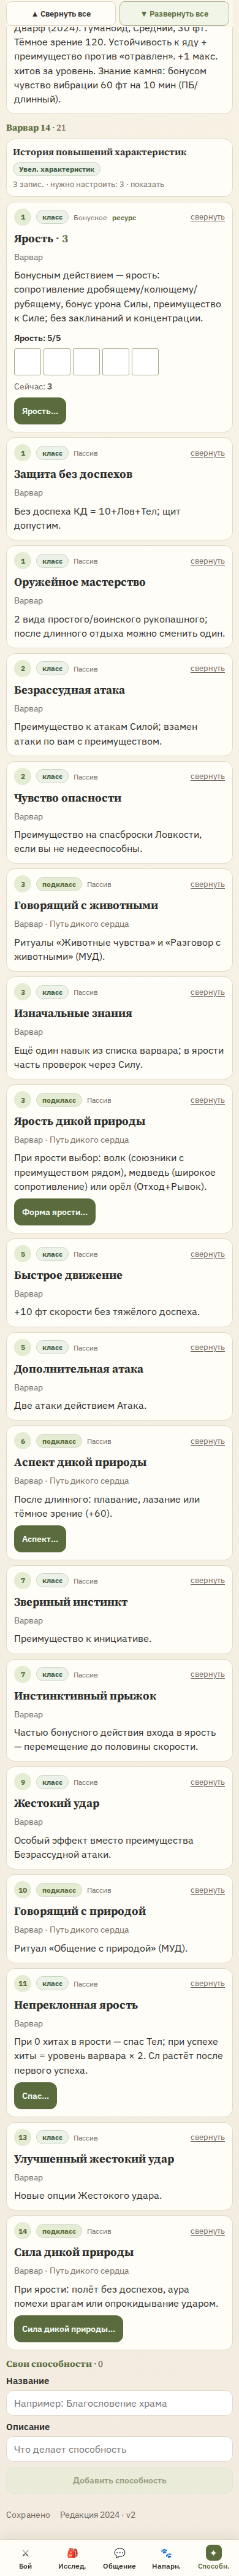 ▲ Свернуть все
▼ Развернуть все
Дварф (2024). Гуманоид, Средний, 30 фт.
Тёмное зрение 120. Устойчивость к яду +
преимущество против «отравлен». +1 макс.
хитов за уровень. Знание камня: бонусом
чувство вибрации 60 фт на 10 мин (ПБ/
длинный).
Варвар 14 · 21
История повышений характеристик
Увел. характеристик
3 запис. · нужно настроить: 3 · показать
1 класс Бонусное ресурс свернуть
Ярость · 3
Варвар
Бонусным действием — ярость:
сопротивление дробящему/колющему/
рубящему, бонус урона Силы, преимущество
к Силе; без заклинаний и концентрации.
Ярость: 5/5
Сейчас: 3
Ярость...
1 класс Пассив свернуть
Защита без доспехов
Варвар
Без доспеха КД = 10+Лов+Тел; щит
допустим.
1 класс Пассив свернуть
Оружейное мастерство
Варвар
2 вида простого/воинского рукопашного;
после длинного отдыха можно сменить один.
2 класс Пассив свернуть
Безрассудная атака
Варвар
Преимущество к атакам Силой; взамен
атаки по вам с преимуществом.
2 класс Пассив свернуть
Чувство опасности
Варвар
Преимущество на спасброски Ловкости,
если вы не недееспособны.
3 подкласс Пассив свернуть
Говорящий с животными
Варвар · Путь дикого сердца
Ритуалы «Животные чувства» и «Разговор с
животными» (МУД).
3 класс Пассив свернуть
Изначальные знания
Варвар
Ещё один навык из списка варвара; в ярости
часть проверок через Силу.
3 подкласс Пассив свернуть
Ярость дикой природы
Варвар · Путь дикого сердца
При ярости выбор: волк (союзники с
преимуществом рядом), медведь (широкое
сопротивление) или орёл (Отход+Рывок).
Форма ярости...
5 класс Пассив свернуть
Быстрое движение
Варвар
+10 фт скорости без тяжёлого доспеха.
5 класс Пассив свернуть
Дополнительная атака
Варвар
Две атаки действием Атака.
6 подкласс Пассив свернуть
Аспект дикой природы
Варвар · Путь дикого сердца
После длинного: плавание, лазание или
тёмное зрение (+60).
Аспект...
7 класс Пассив свернуть
Звериный инстинкт
Варвар
Преимущество к инициативе.
7 класс Пассив свернуть
Инстинктивный прыжок
Варвар
Частью бонусного действия входа в ярость
— перемещение до половины скорости.
9 класс Пассив свернуть
Жестокий удар
Варвар
Особый эффект вместо преимущества
Безрассудной атаки.
10 подкласс Пассив свернуть
Говорящий с природой
Варвар · Путь дикого сердца
Ритуал «Общение с природой» (МУД).
11 класс Пассив свернуть
Непреклонная ярость
Варвар
При 0 хитах в ярости — спас Тел; при успехе
хиты = уровень варвара × 2. Сл растёт после
первого успеха.
Спас...
13 класс Пассив свернуть
Улучшенный жестокий удар
Варвар
Новые опции Жестокого удара.
14 подкласс Пассив свернуть
Сила дикой природы
Варвар · Путь дикого сердца
При ярости: полёт без доспехов, аура
помехи врагам или опрокидывание ударом.
Сила дикой природы...
Свои способности · 0
Название
Например: Благословение храма
Описание
Что делает способность
Добавить способность
Сохранено Редакция 2024 · v2
Бой Исслед. Общение Напарн. Способн.